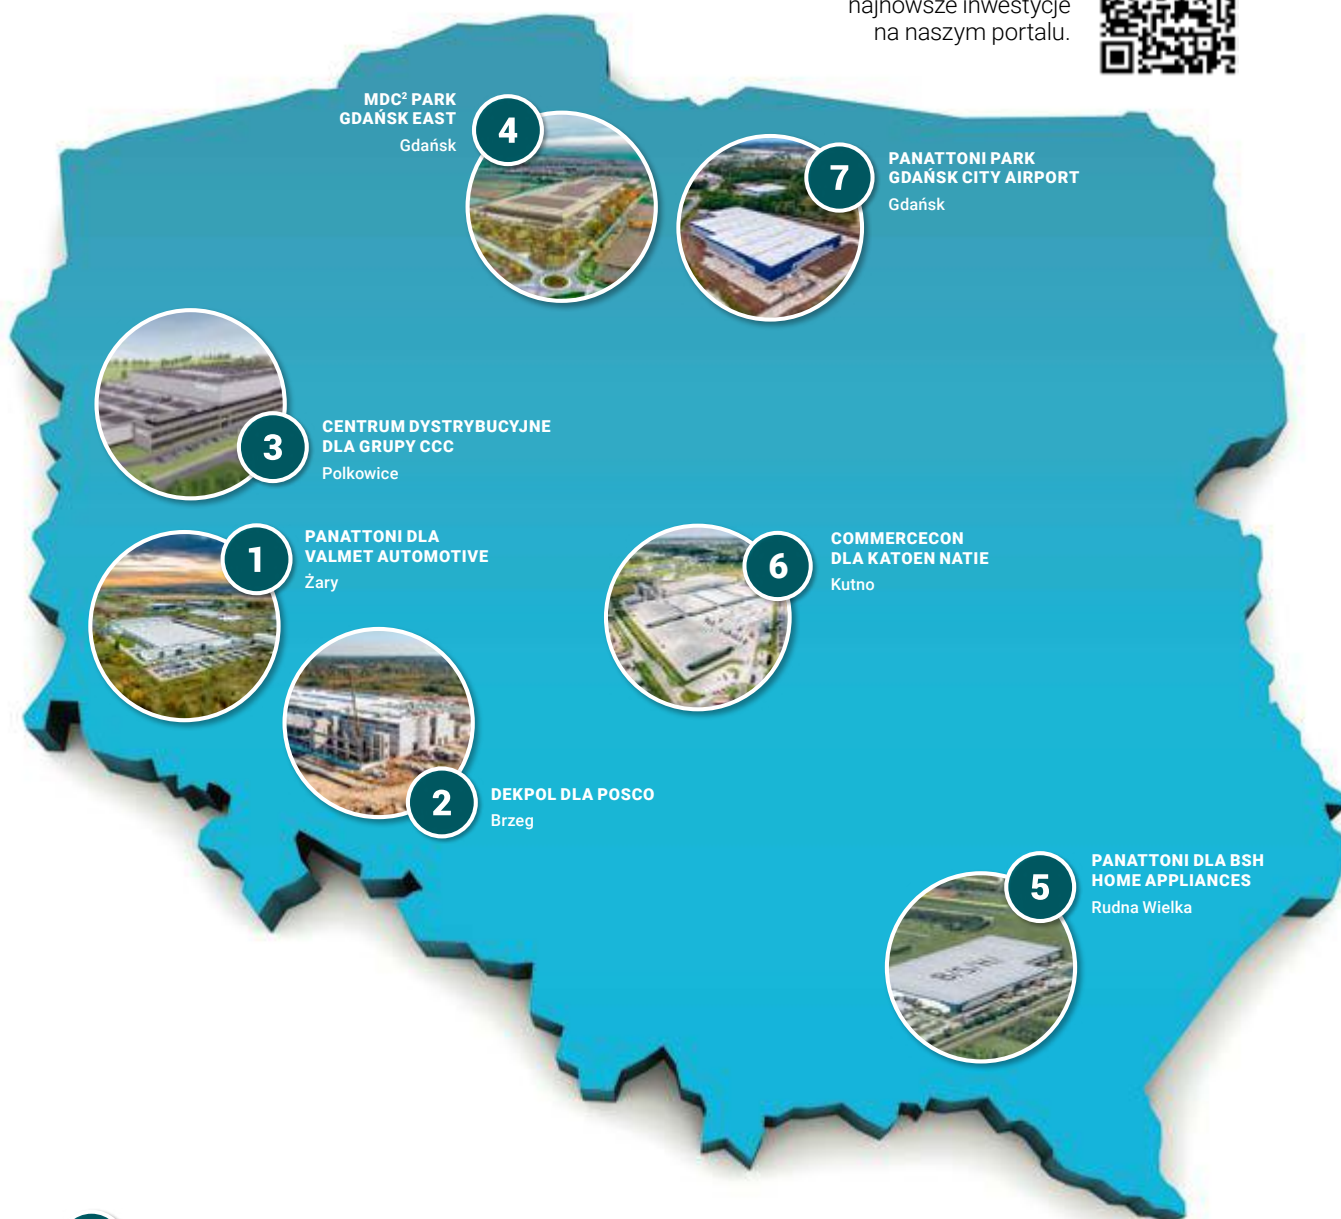 najnowsze inwestycje
na naszym portalu.
MDC² PARK
GDAŃSK EAST
Gdańsk
4
7
PANATTONI PARK
GDAŃSK CITY AIRPORT
Gdańsk
3
CENTRUM DYSTRYBUCYJNE
DLA GRUPY CCC
Polkowice
1
PANATTONI DLA
VALMET AUTOMOTIVE
Żary
6
COMMERCECON
DLA KATOEN NATIE
Kutno
2
DEKPOL DLA POSCO
Brzeg
5
PANATTONI DLA BSH
HOME APPLIANCES
Rudna Wielka
B/S/H/